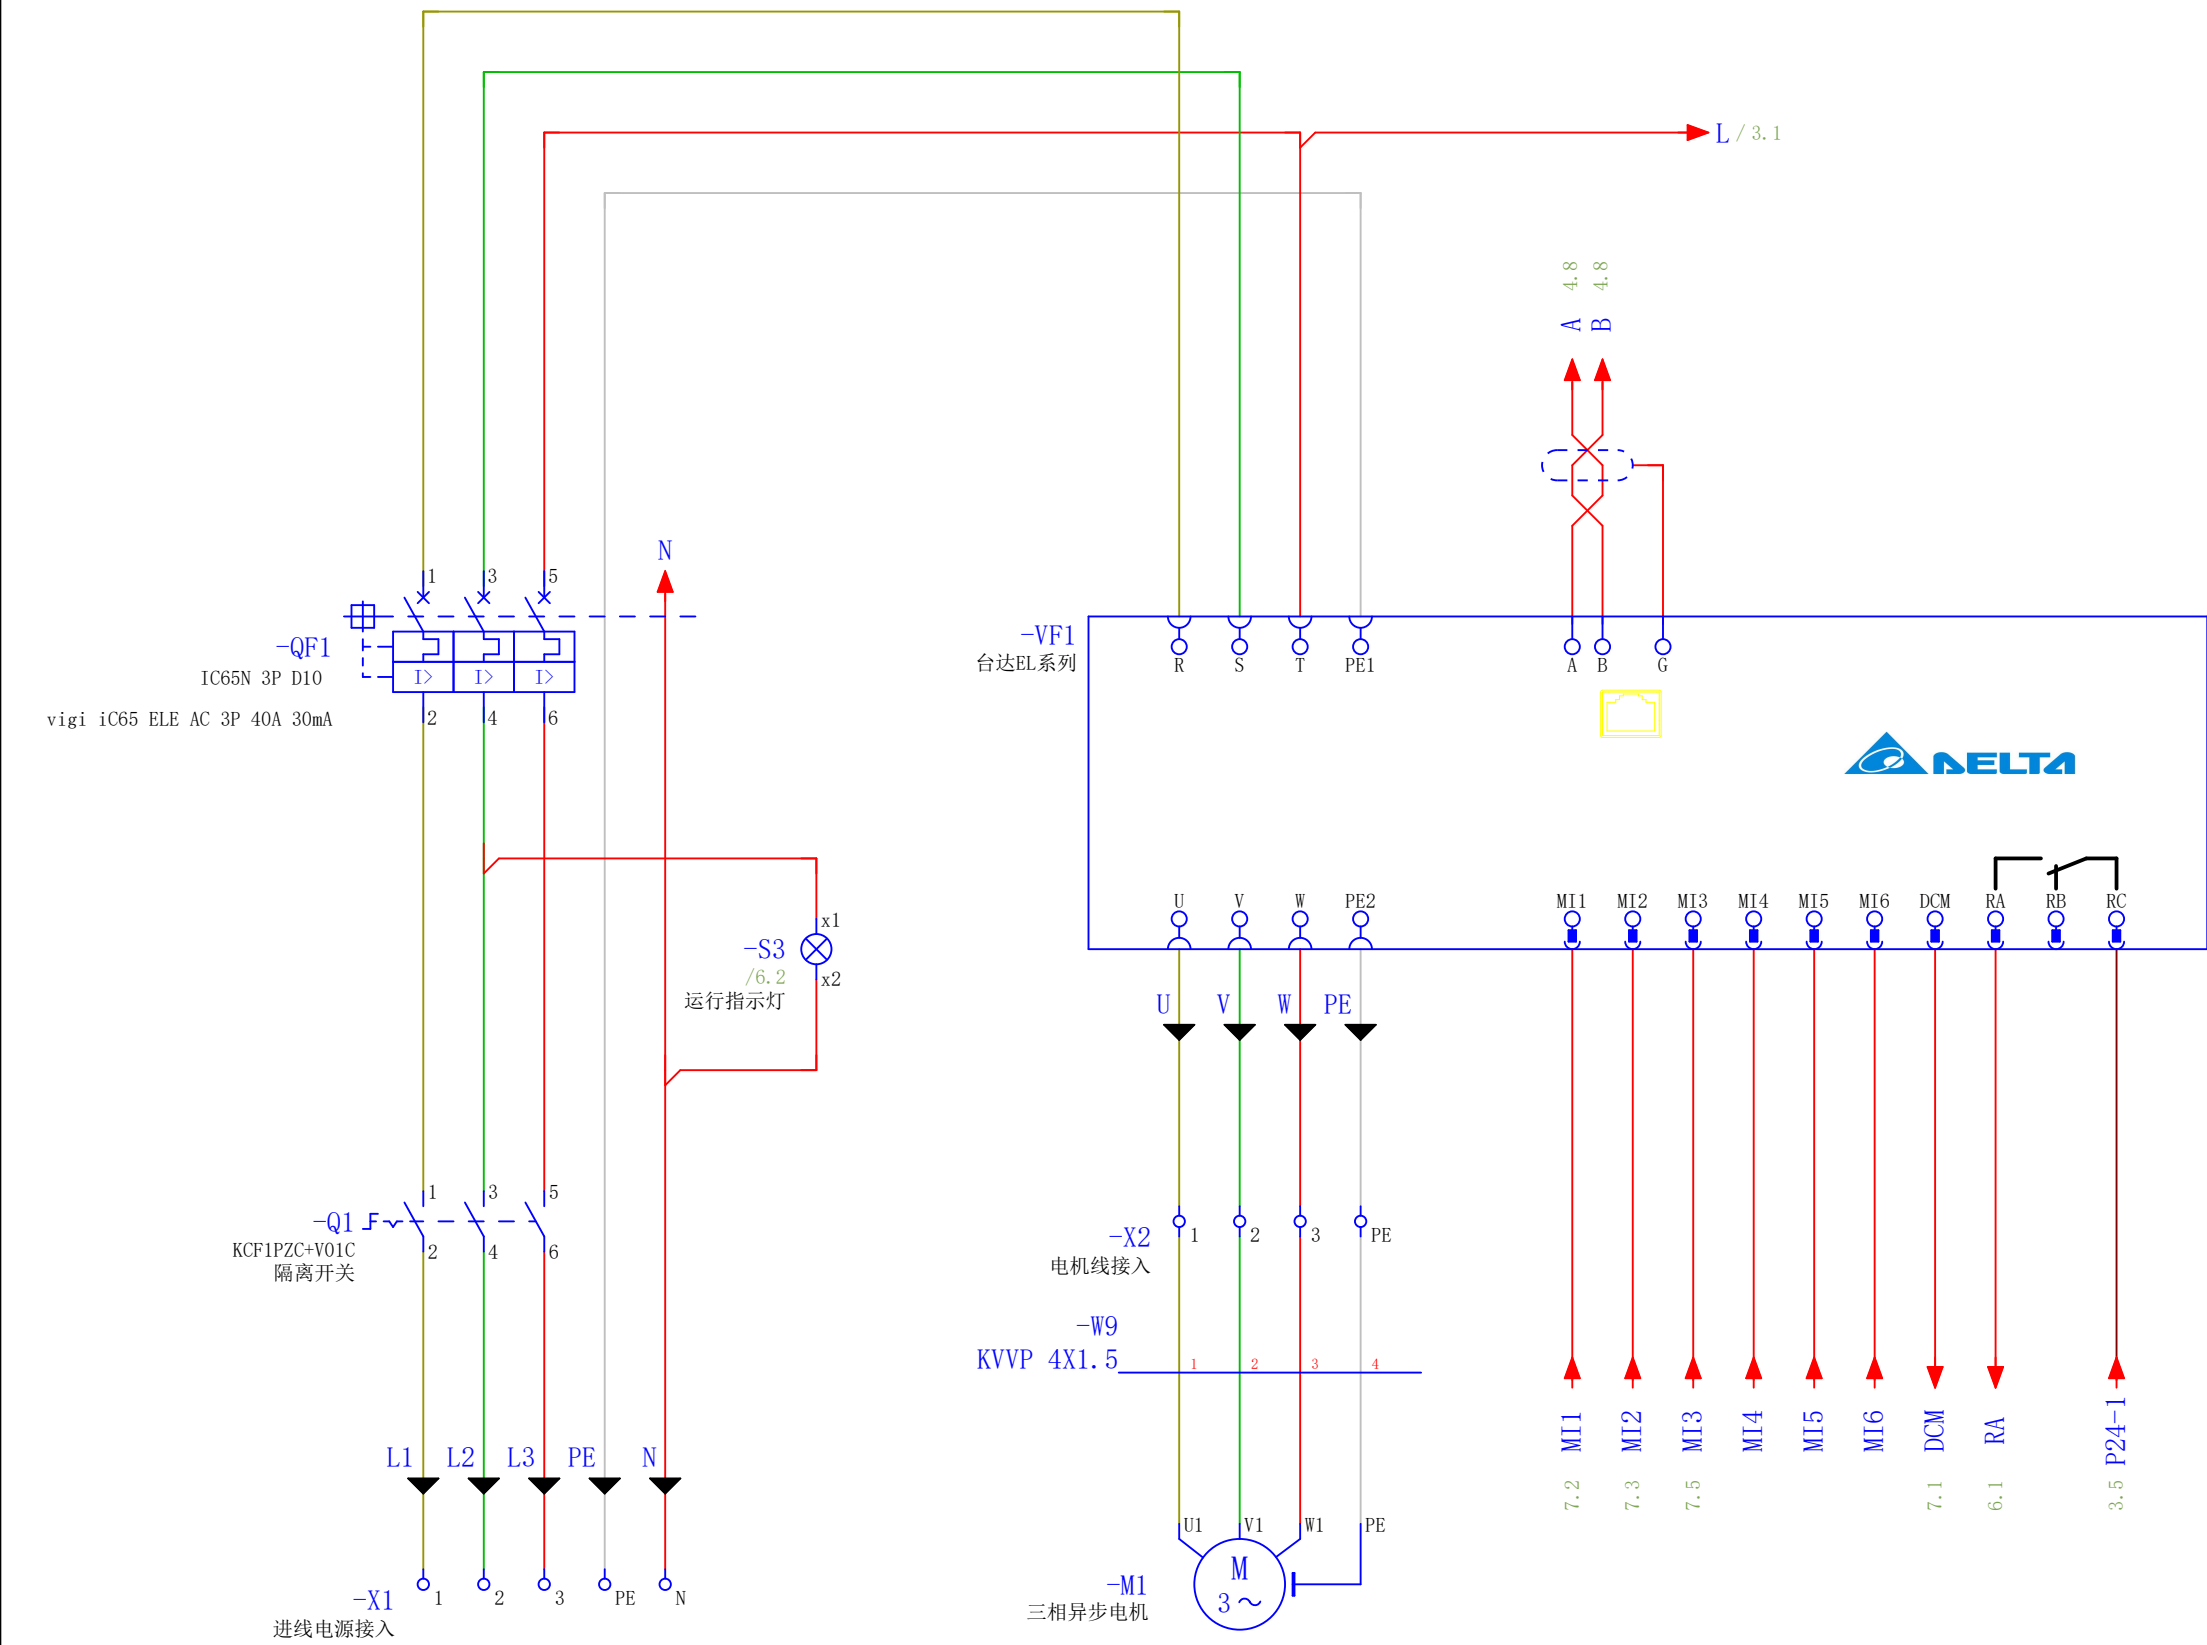 L / 3.1
4.8 4.8
A B
N
1 3 5
-QF1
IC65N 3P D10
I> I> I>
vigi iC65 ELE AC 3P 40A 30mA
2 4 6
-VF1
台达EL系列
R S T PE1 A B G
DELTA
U V W PE2 MI1 MI2 MI3 MI4 MI5 MI6 DCM RA RB RC
x1
-S3
/6.2
x2
运行指示灯
U V W PE
1 3 5
-Q1
KCF1PZC+V01C
隔离开关
2 4 6
-X2
1 2 3 PE
电机线接入
-W9
KVVP 4X1.5
1 2 3 4
MI1 MI2 MI3 MI4 MI5 MI6 DCM RA P24-1
7.2 7.3 7.5 7.1 6.1 3.5
L1 L2 L3 PE N
U1 V1 W1 PE
M
3～
-M1
三相异步电机
-X1
1 2 3 PE N
进线电源接入